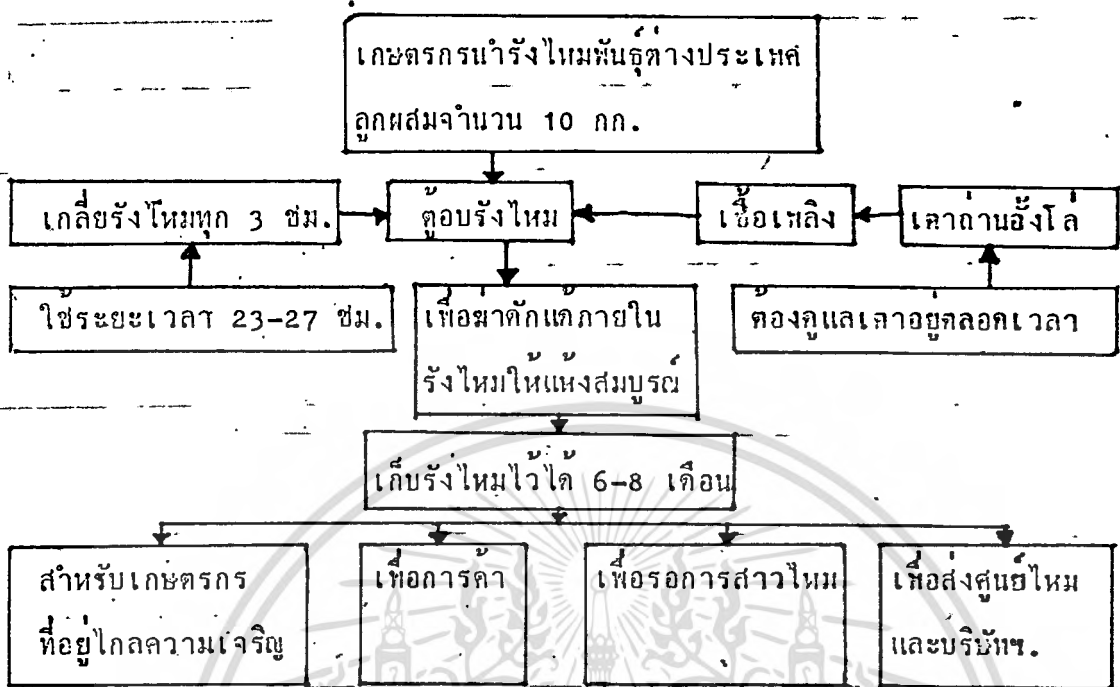 เกษตรกรนำรังไหมพันธุ์ต่างประเทศ
ลูกผสมจำนวน 10 กก.
เกลี่ยรังไหมทุก 3 ชม.
ตู้อบรังไหม
เชื้อเพลิง
เตาถ่านอั้งโล่
ใช้ระยะเวลา 23-27 ชม.
เพื่อฆ่าดักแด้ภายใน
รังไหมให้แห้งสมบูรณ์
ต้องดูแลเตาอยู่ตลอดเวลา
เก็บรังไหมไว้ได้ 6-8 เดือน
สำหรับเกษตรกร
ที่อยู่ไกลความเจริญ
เพื่อการค้า
เพื่อรอการสาวไหม
เพื่อส่งศูนย์ไหม
และบริษัทฯ.